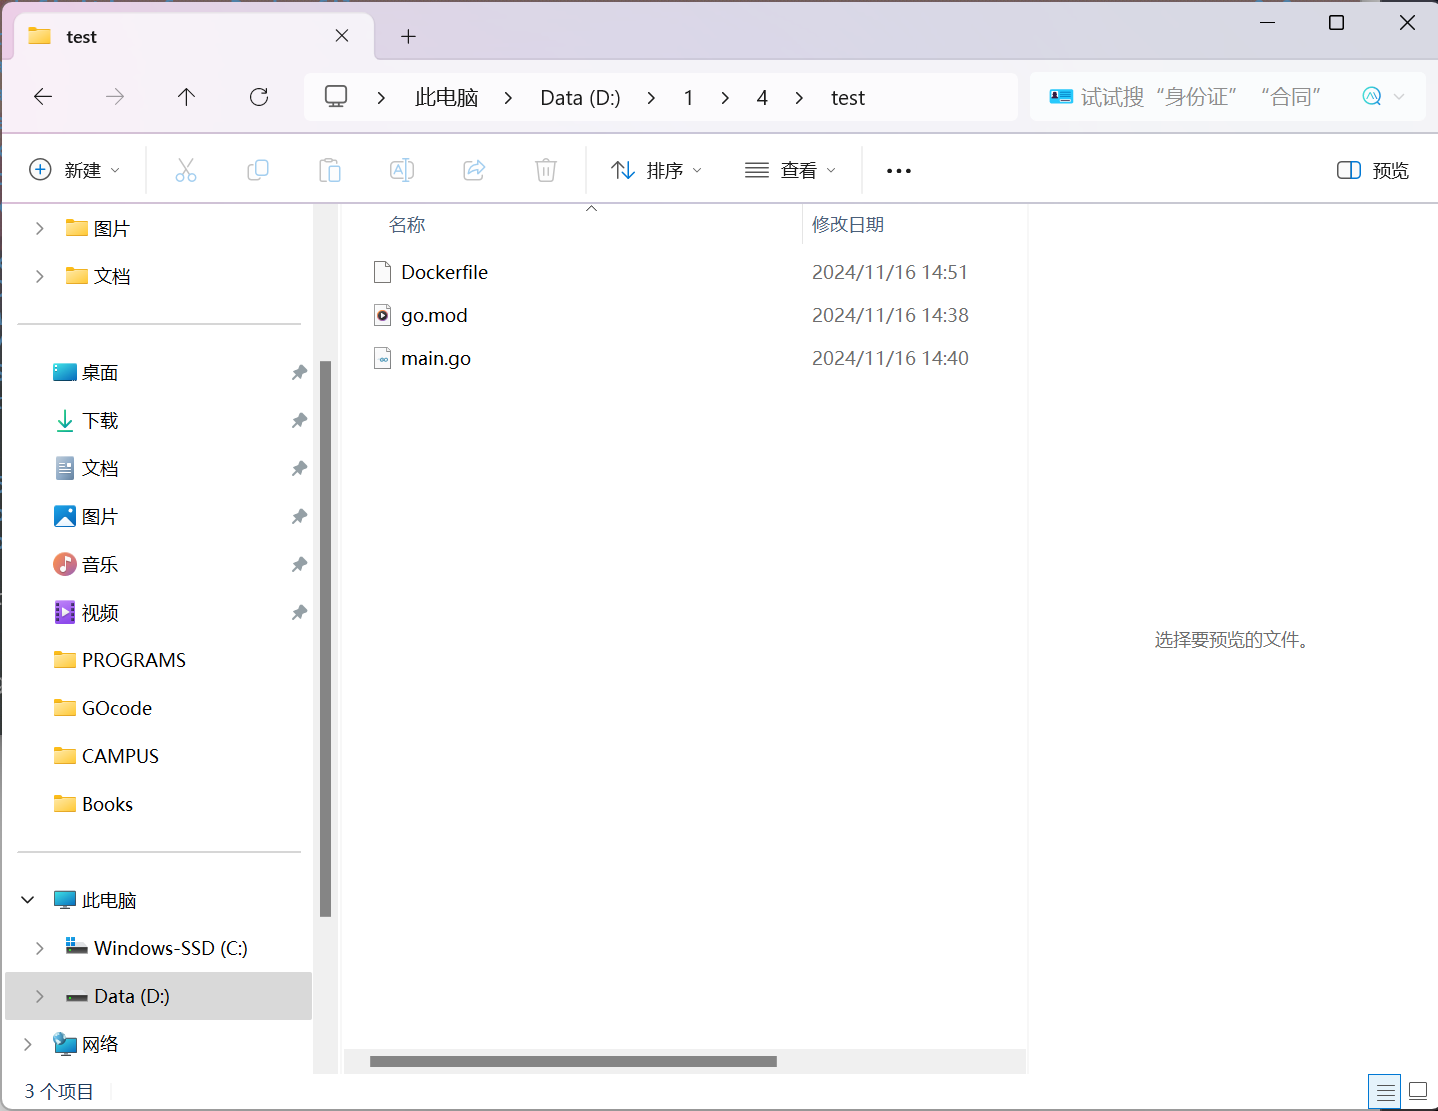 test
此电脑 Data (D:) 1 4 test
试试搜“身份证” “合同”
新建 排序 查看 预览
图片
文档
桌面
下载
文档
图片
音乐
视频
PROGRAMS
GOcode
CAMPUS
Books
此电脑
Windows-SSD (C:)
Data (D:)
网络
名称 修改日期
Dockerfile 2024/11/16 14:51
go.mod 2024/11/16 14:38
main.go 2024/11/16 14:40
选择要预览的文件。
3 个项目